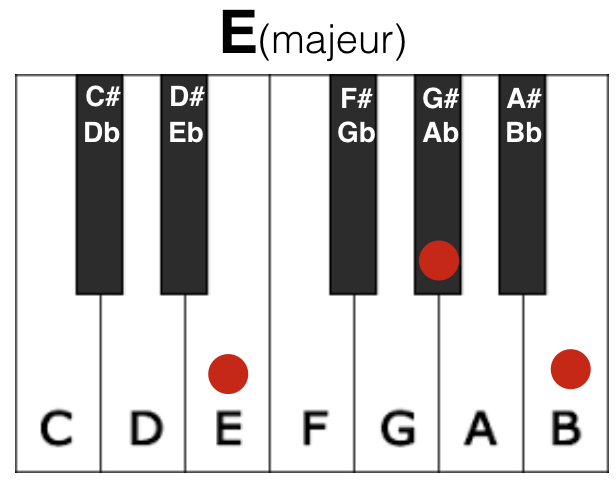 E(majeur)
C# D# F# G# A#
Db Eb Gb Ab Bb
C D E F G A B